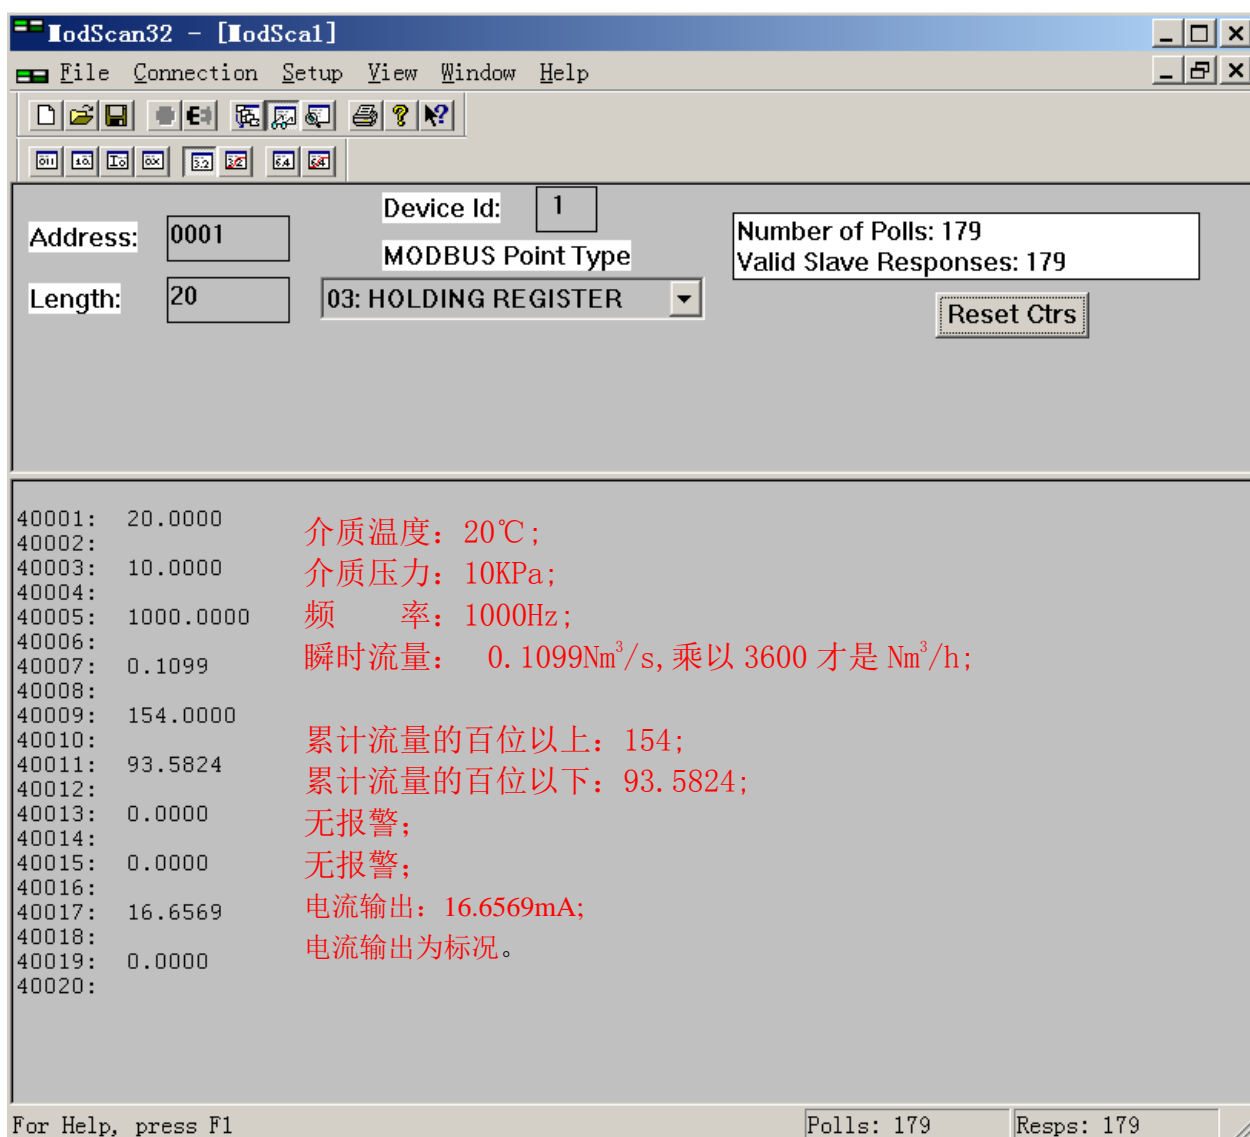 ModScan32 - [ModSca1]
File Connection Setup View Window Help
Address: 0001
Device Id: 1
MODBUS Point Type
Length: 20
03: HOLDING REGISTER
Number of Polls: 179
Valid Slave Responses: 179
Reset Ctrs
40001: 20.0000 介质温度：20℃;
40002:
40003: 10.0000 介质压力：10KPa;
40004:
40005: 1000.0000 频 率：1000Hz;
40006:
40007: 0.1099 瞬时流量： 0.1099Nm³/s,乘以 3600 才是 Nm³/h;
40008:
40009: 154.0000 累计流量的百位以上：154;
40010:
40011: 93.5824 累计流量的百位以下：93.5824;
40012:
40013: 0.0000 无报警；
40014:
40015: 0.0000 无报警；
40016:
40017: 16.6569 电流输出：16.6569mA;
40018:
40019: 0.0000 电流输出为标况。
40020:
For Help, press F1
Polls: 179
Resps: 179